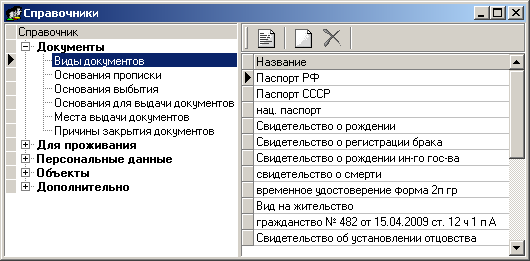 Справочники
Справочник
Документы
Виды документов
Основания прописки
Основания выбытия
Основания для выдачи документов
Места выдачи документов
Причины закрытия документов
Для проживания
Персональные данные
Объекты
Дополнительно
Название
Паспорт РФ
Паспорт СССР
нац. паспорт
Свидетельство о рождении
Свидетельство о регистрации брака
Свидетельство о рождении ин-го гос-ва
свидетельство о смерти
временное удостоверение форма 2п гр
Вид на жительство
гражданство № 482 от 15.04.2009 ст. 12 ч 1 п А
Свидетельство об установлении отцовства